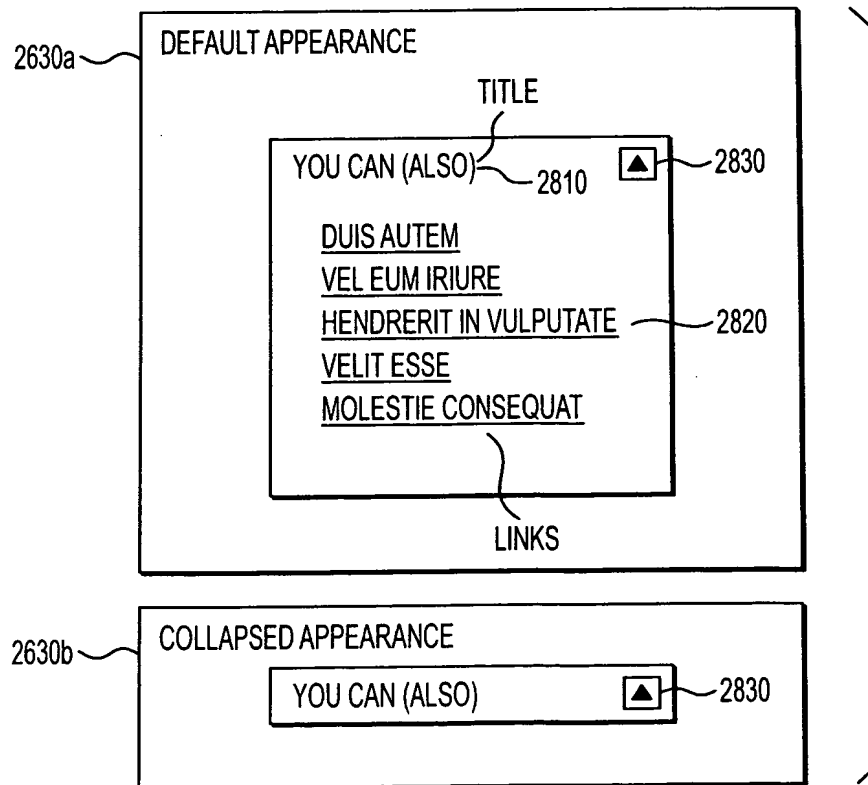 2630a
DEFAULT APPEARANCE
TITLE
YOU CAN (ALSO)
2830
2810
DUIS AUTEM
VEL EUM IRIURE
HENDRERIT IN VULPUTATE
2820
VELIT ESSE
MOLESTIE CONSEQUAT
LINKS
2630b
COLLAPSED APPEARANCE
YOU CAN (ALSO)
2830